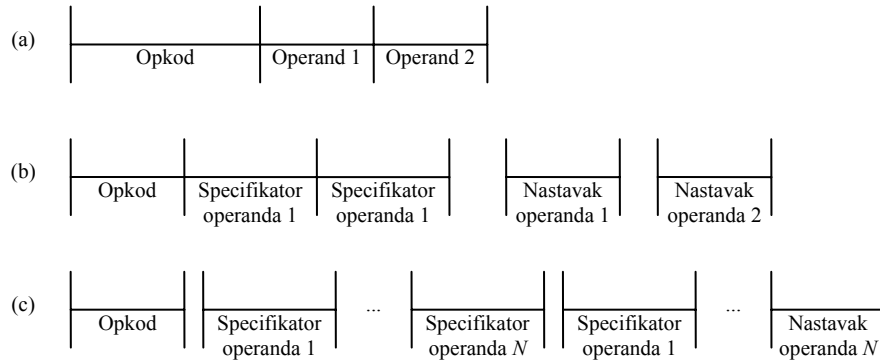 (a)
Opkod Operand 1 Operand 2
(b)
Opkod Specifikator Specifikator Nastavak Nastavak
operanda 1 operanda 1 operanda 1 operanda 2
(c) ... ...
Opkod Specifikator Specifikator Specifikator Nastavak
operanda 1 operanda N operanda 1 operanda N